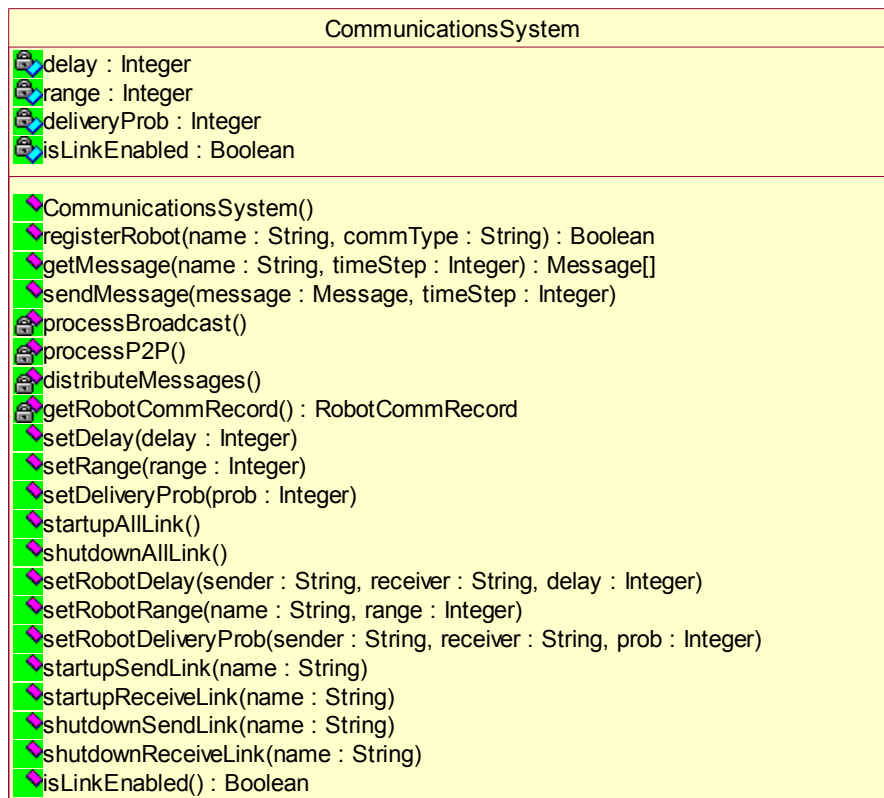 CommunicationsSystem
delay : Integer
range : Integer
deliveryProb : Integer
isLinkEnabled : Boolean
CommunicationsSystem()
registerRobot(name : String, commType : String) : Boolean
getMessage(name : String, timeStep : Integer) : Message[]
sendMessage(message : Message, timeStep : Integer)
processBroadcast()
processP2P()
distributeMessages()
getRobotCommRecord() : RobotCommRecord
setDelay(delay : Integer)
setRange(range : Integer)
setDeliveryProb(prob : Integer)
startupAllLink()
shutdownAllLink()
setRobotDelay(sender : String, receiver : String, delay : Integer)
setRobotRange(name : String, range : Integer)
setRobotDeliveryProb(sender : String, receiver : String, prob : Integer)
startupSendLink(name : String)
startupReceiveLink(name : String)
shutdownSendLink(name : String)
shutdownReceiveLink(name : String)
isLinkEnabled() : Boolean